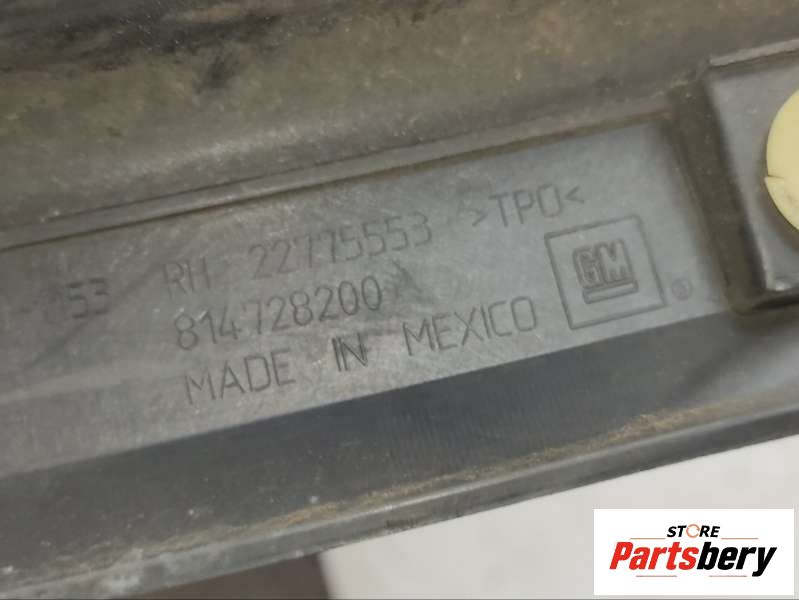 53 RH 22775553 >TPO<
814728200
MADE IN MEXICO
GM
®
STORE
Partsbery